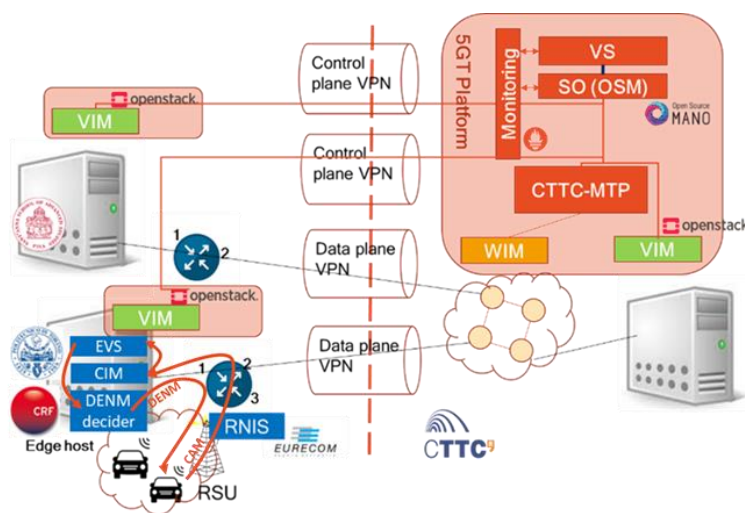 Control
plane VPN
5GT Platform
Monitoring
VS
SO (OSM)
Open Source
MANO
openstack.
VIM
Control
plane VPN
CTTC-MTP
openstack.
WIM
VIM
1
2
Data plane
VPN
openstack.
VIM
EVS
CIM
DENM
decider
DENM
CAM
Data plane
VPN
1
2
3
CRF
RNIS
Edge host
EURECOM
CTTC
RSU